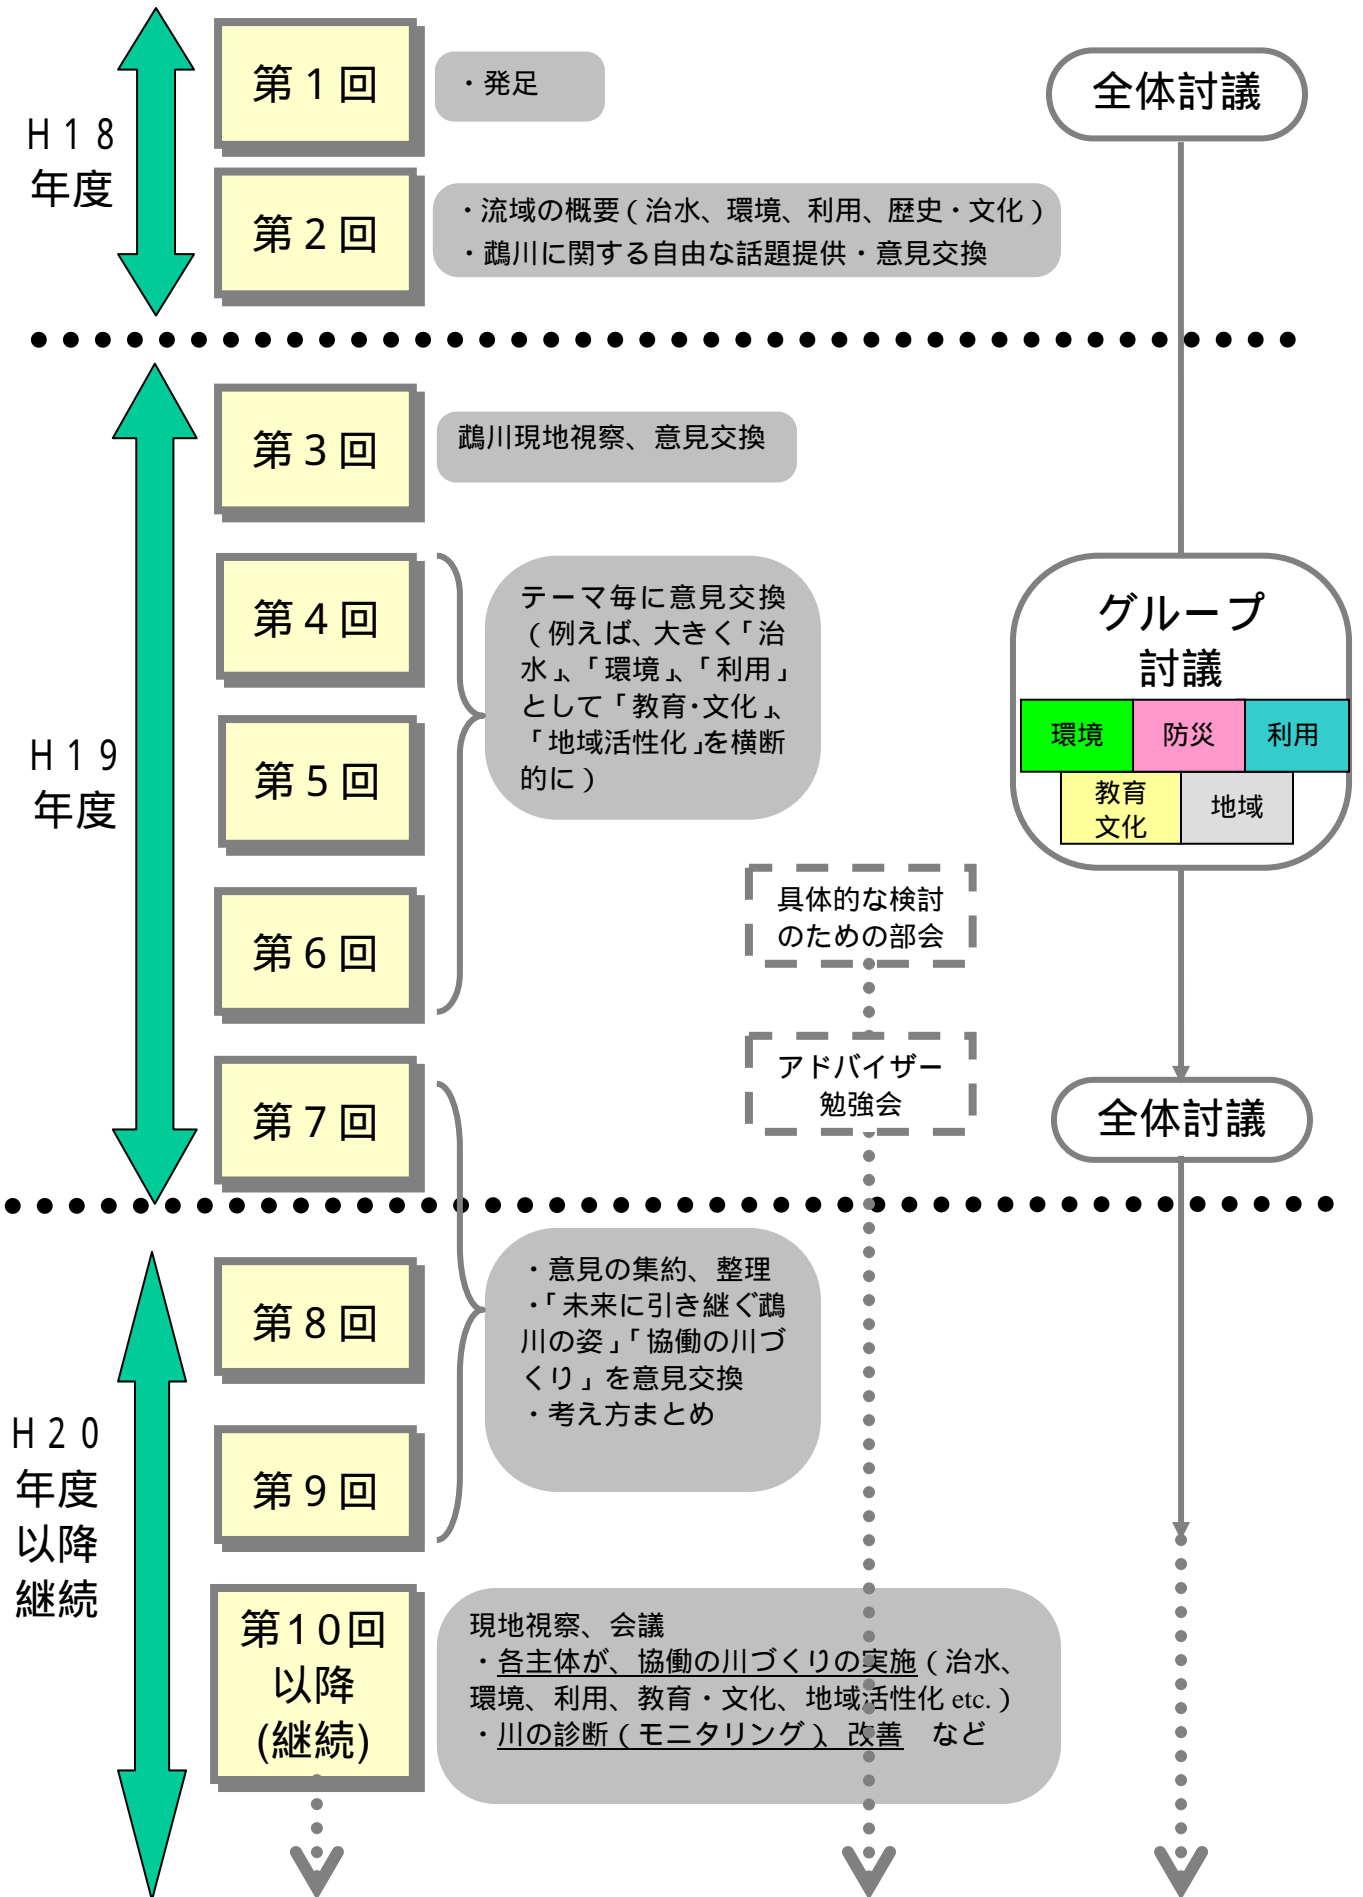 H18
年度
第1回
・発足
全体討議
第2回
・流域の概要（治水、環境、利用、歴史・文化）
・鵡川に関する自由な話題提供・意見交換
H19
年度
第3回
鵡川現地視察、意見交換
第4回
第5回
第6回
テーマ毎に意見交換
（例えば、大きく「治
水」、「環境」、「利用」
として「教育・文化」、
「地域活性化」を横断
的に）
グループ
討議
環境
防災
利用
教育
文化
地域
具体的な検討
のための部会
アドバイザー
勉強会
第7回
全体討議
H20
年度
以降
継続
第8回
第9回
・意見の集約、整理
・「未来に引き継ぐ鵡
川の姿」「協働の川づ
くり」を意見交換
・考え方まとめ
第10回
以降
(継続)
現地視察、会議
・各主体が、協働の川づくりの実施（治水、
環境、利用、教育・文化、地域活性化 etc.）
・川の診断（モニタリング）、改善　など